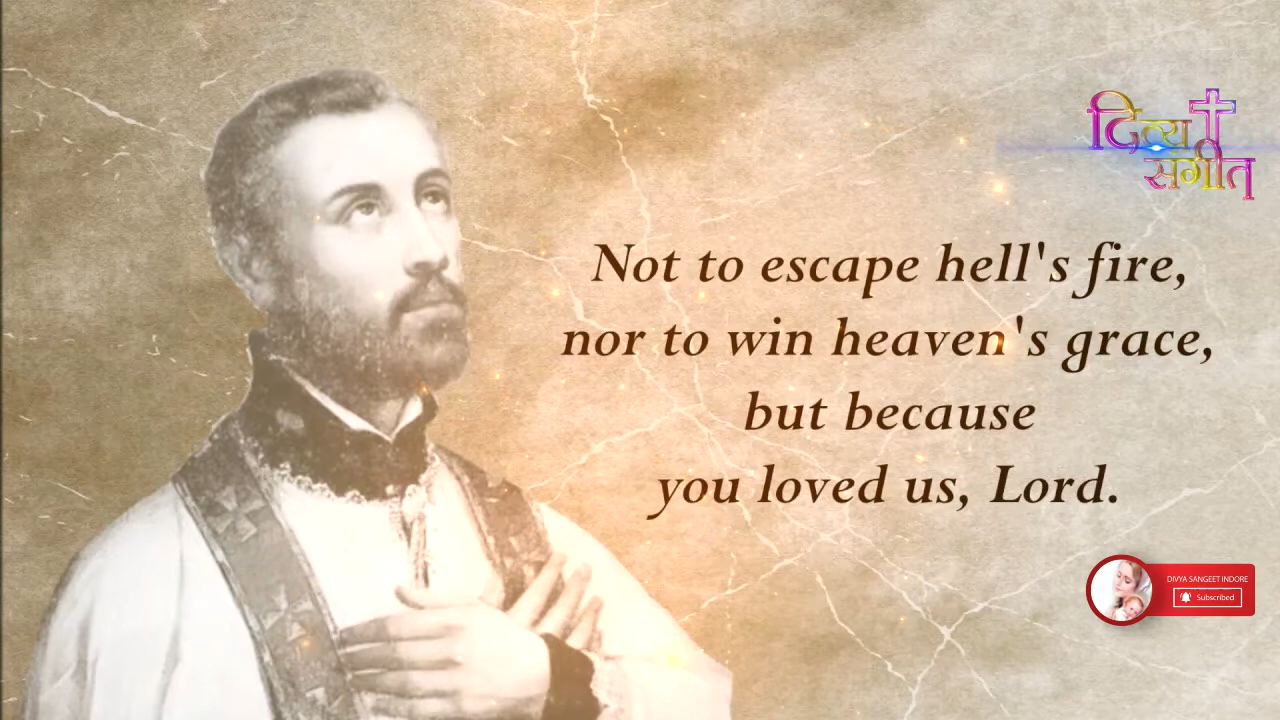 दिव्य
संगीत
Not to escape hell's fire,
nor to win heaven's grace,
but because
you loved us, Lord.
DIVYA SANGEET INDORE
Subscribed